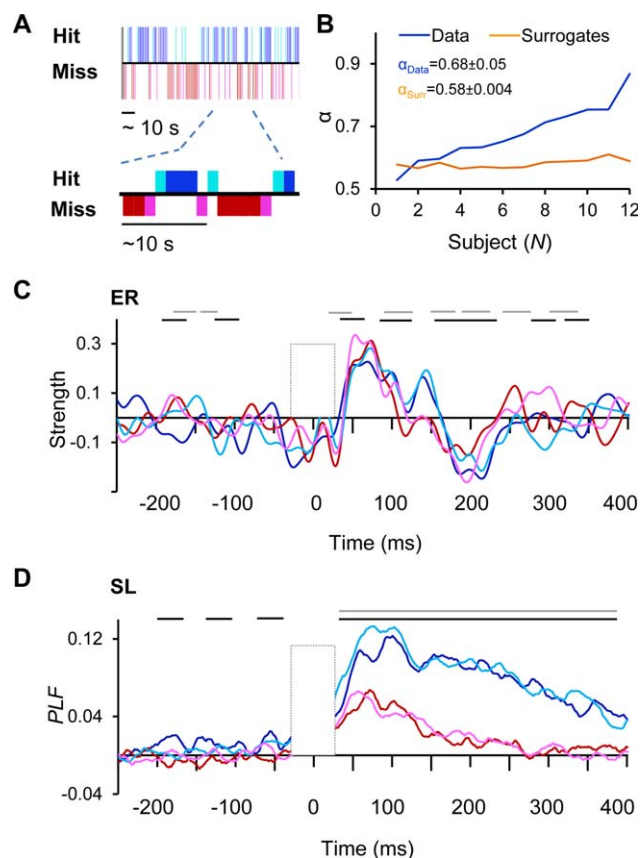 A
Hit
Miss
~ 10 s
Hit
Miss
~10 s
B
Data Surrogates
αData=0.68±0.05
αSurr=0.58±0.004
α
0.9
0.7
0.5
0 2 4 6 8 10 12
Subject (N)
C
ER
Strength
0.3
0.1
-0.1
-200 -100 0 100 200 300 400
Time (ms)
D
SL
PLF
0.12
0.04
-0.04
-200 -100 0 100 200 300 400
Time (ms)